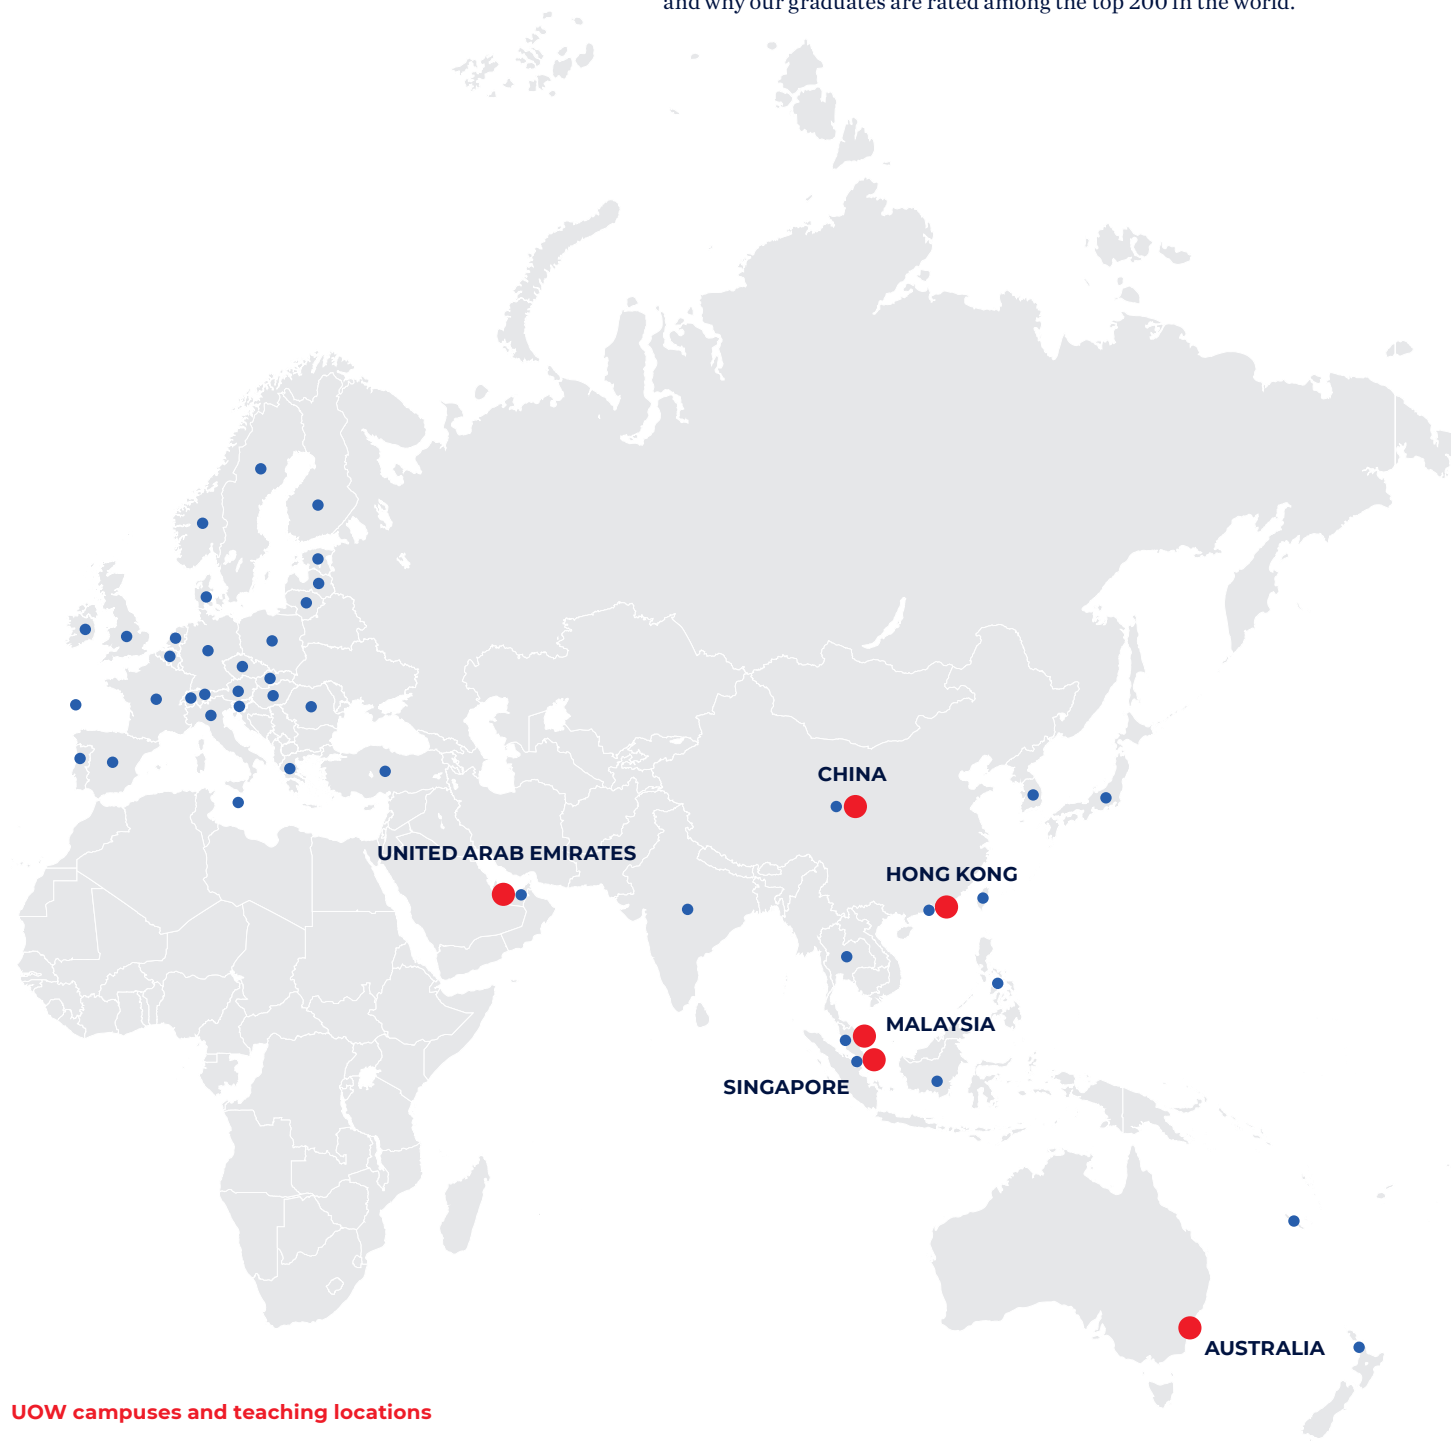 and why our graduates are rated among the top 200 in the world.
CHINA
UNITED ARAB EMIRATES
HONG KONG
MALAYSIA
SINGAPORE
AUSTRALIA
UOW campuses and teaching locations